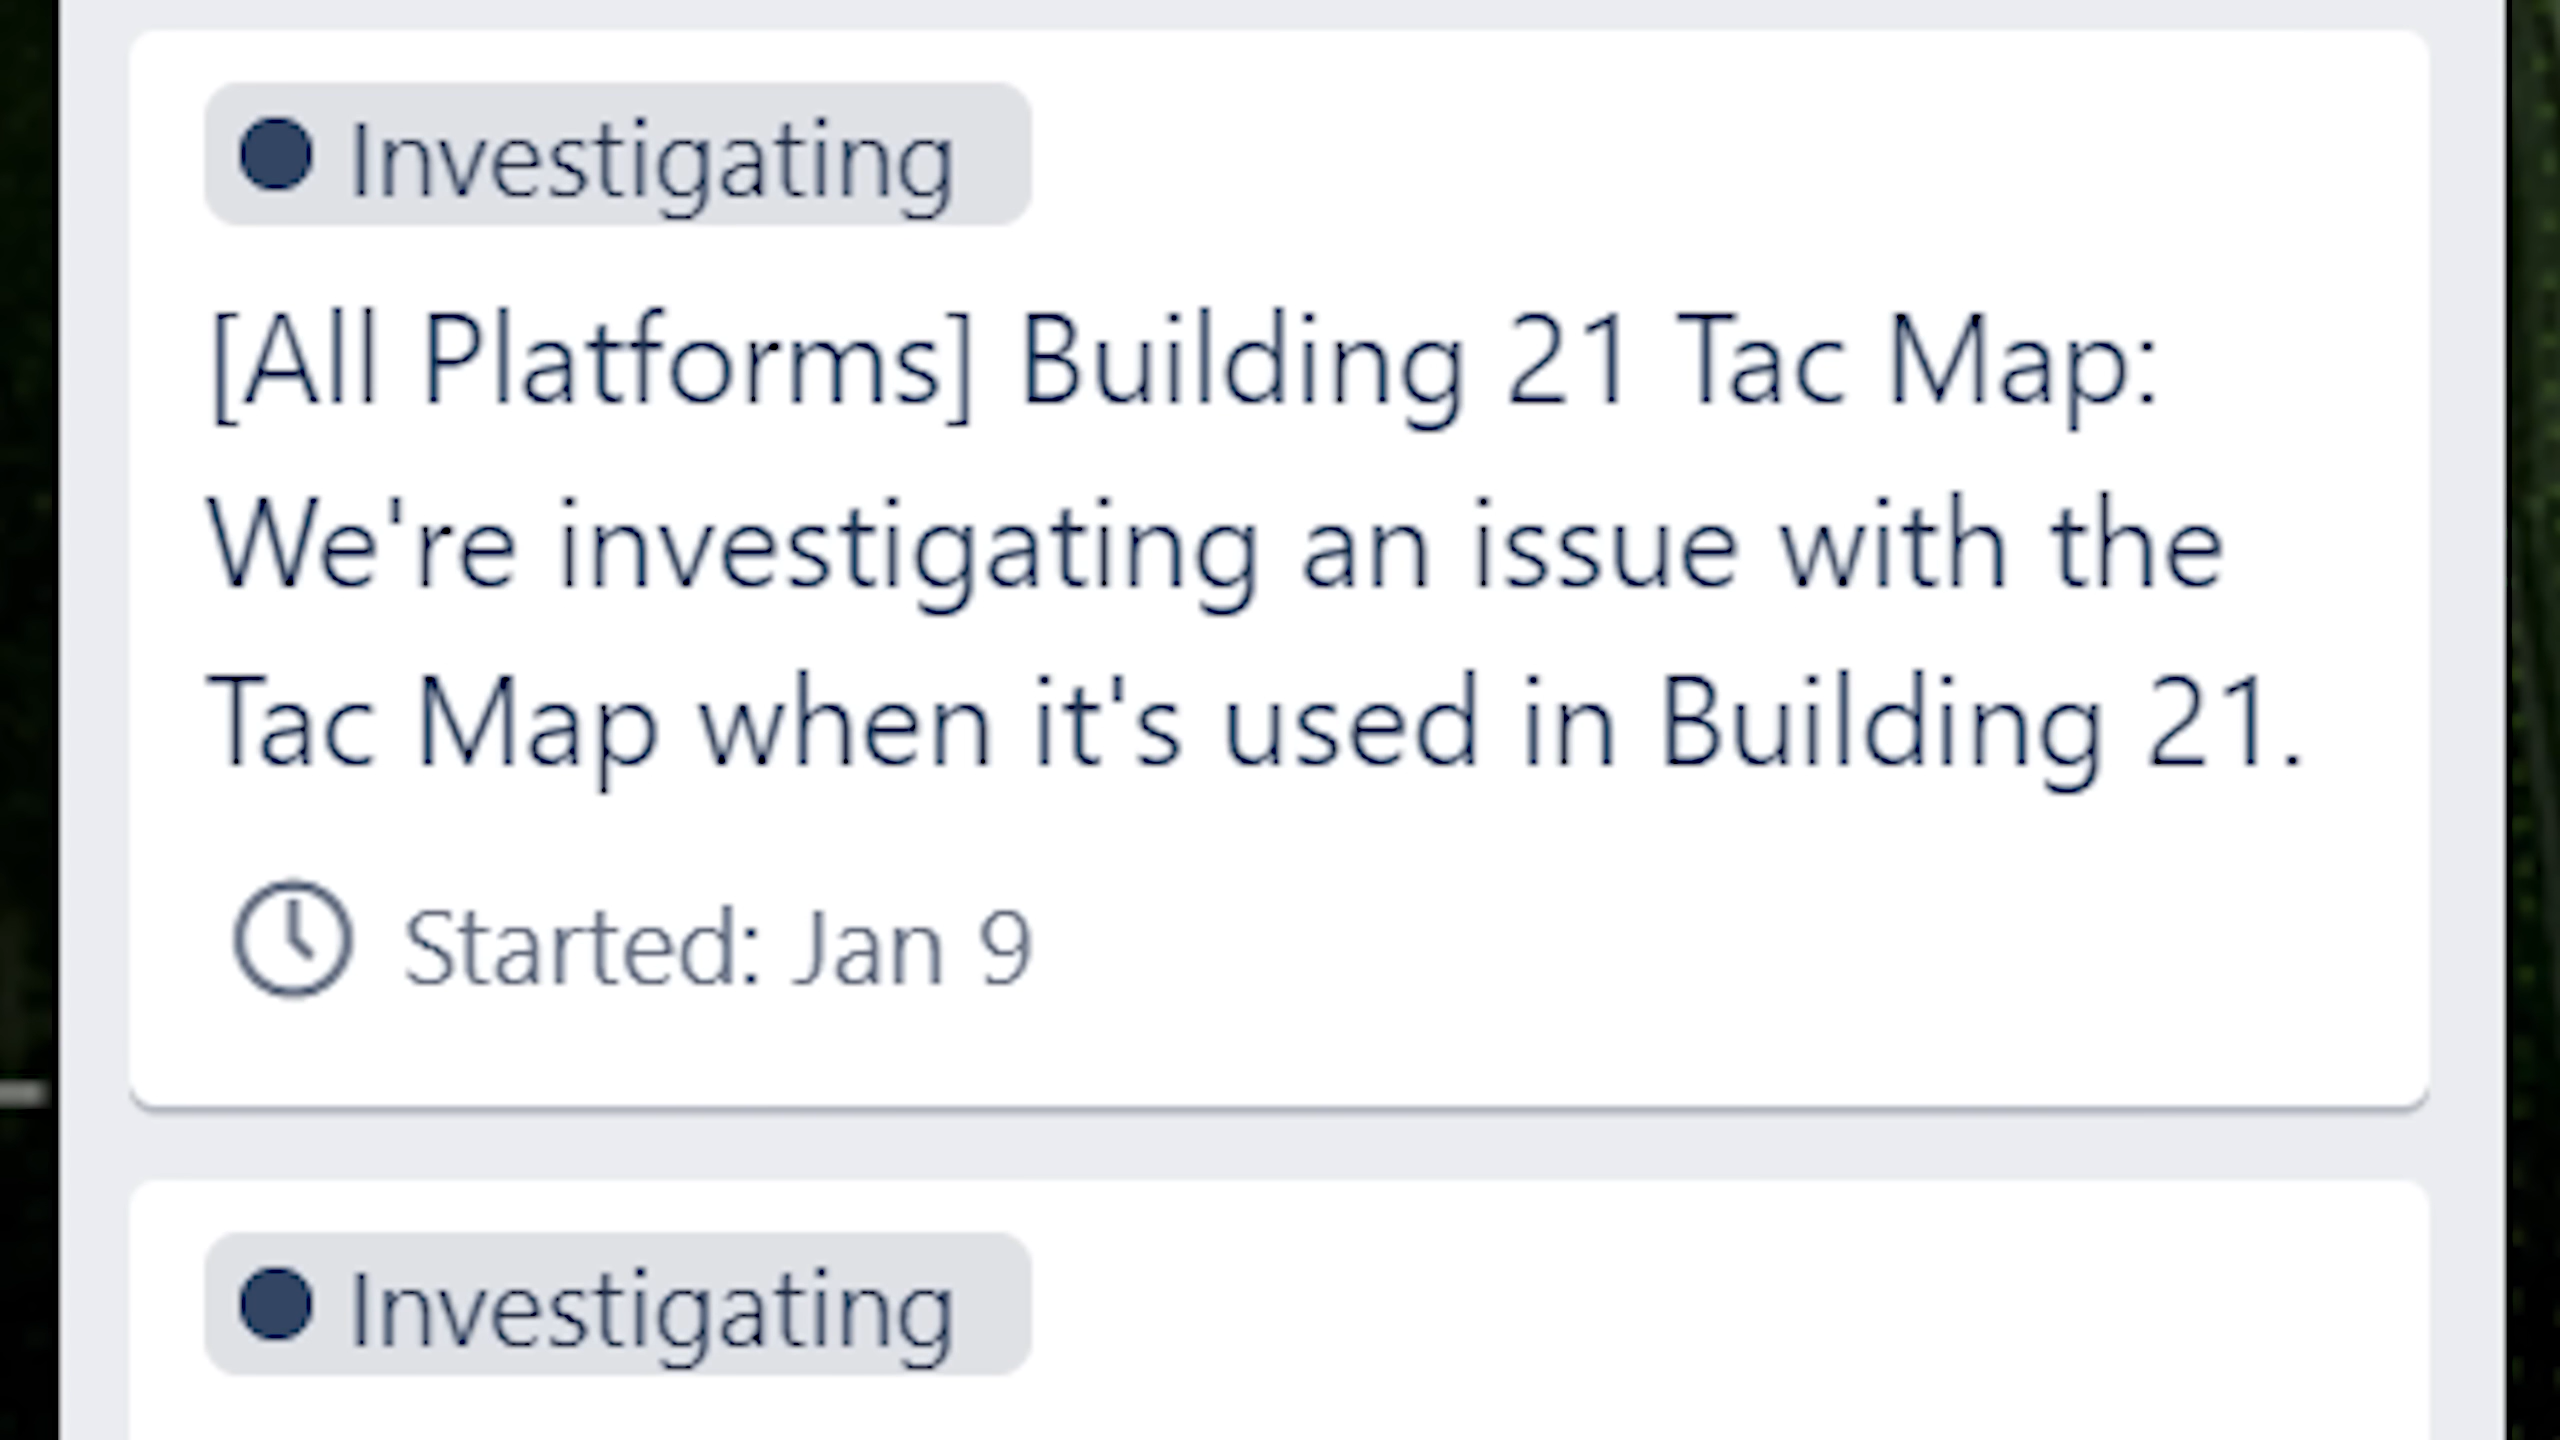 Investigating
[All Platforms] Building 21 Tac Map:
We're investigating an issue with the
Tac Map when it's used in Building 21.
Started: Jan 9
Investigating